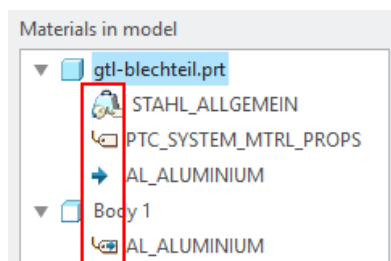 Materials in model
gtl-blechteil.prt
STAHL_ALLGEMEIN
PTC_SYSTEM_MTRL_PROPS
AL_ALUMINIUM
Body 1
AL_ALUMINIUM